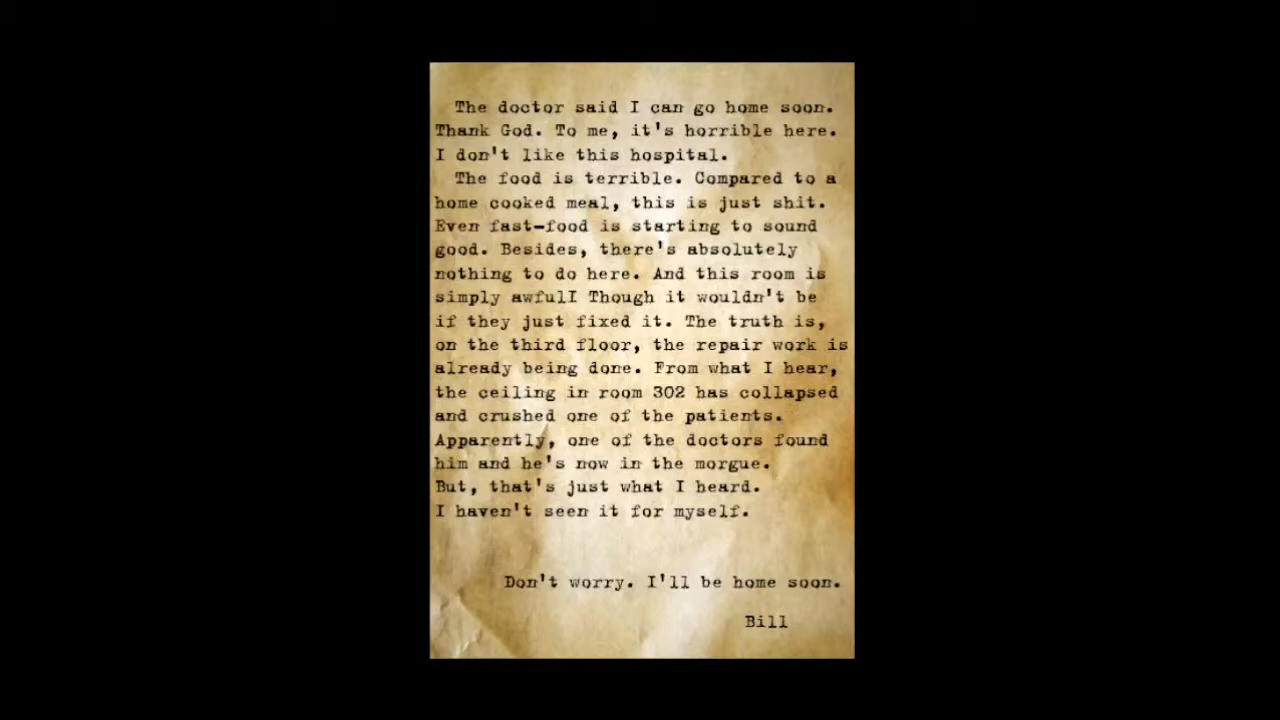 The doctor said I can go home soon.
Thank God. To me, it's horrible here.
I don't like this hospital.
The food is terrible. Compared to a
home cooked meal, this is just shit.
Even fast-food is starting to sound
good. Besides, there's absolutely
nothing to do here. And this room is
simply awfulI Though it wouldn't be
if they just fixed it. The truth is,
on the third floor, the repair work is
already being done. From what I hear,
the ceiling in room 302 has collapsed
and crushed one of the patients.
Apparently, one of the doctors found
him and he's now in the morgue.
But, that's just what I heard.
I haven't seen it for myself.
Don't worry. I'll be home soon.
Bill